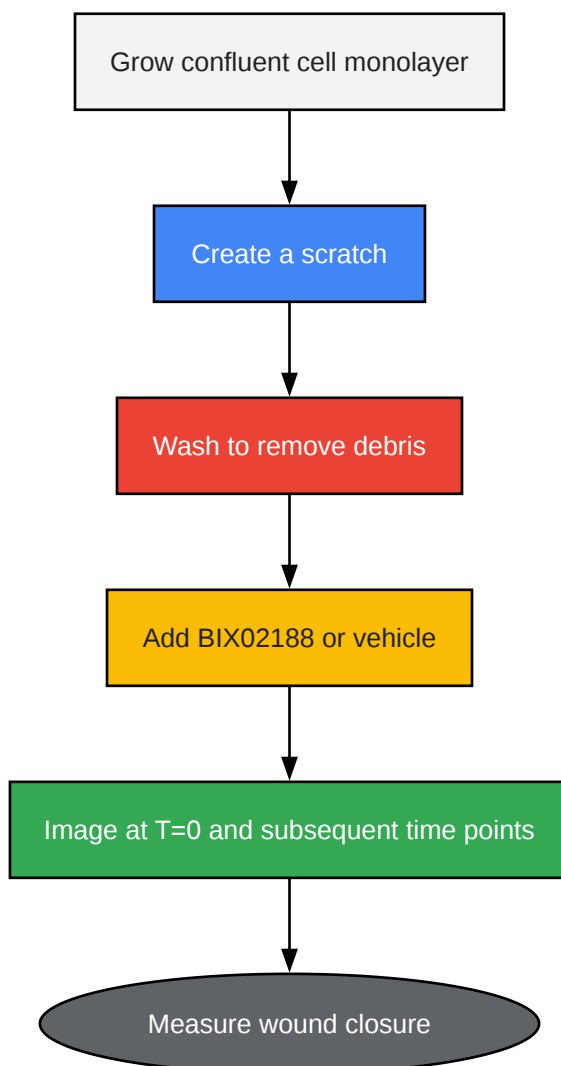 Grow confluent cell monolayer
Create a scratch
Wash to remove debris
Add BIX02188 or vehicle
Image at T=0 and subsequent time points
Measure wound closure